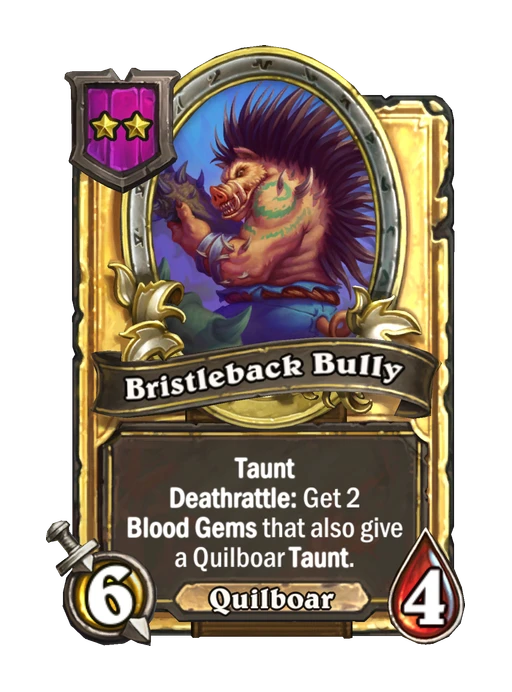 Bristleback Bully
Taunt
Deathrattle: Get 2
Blood Gems that also give
a Quilboar Taunt.
6
Quilboar
4